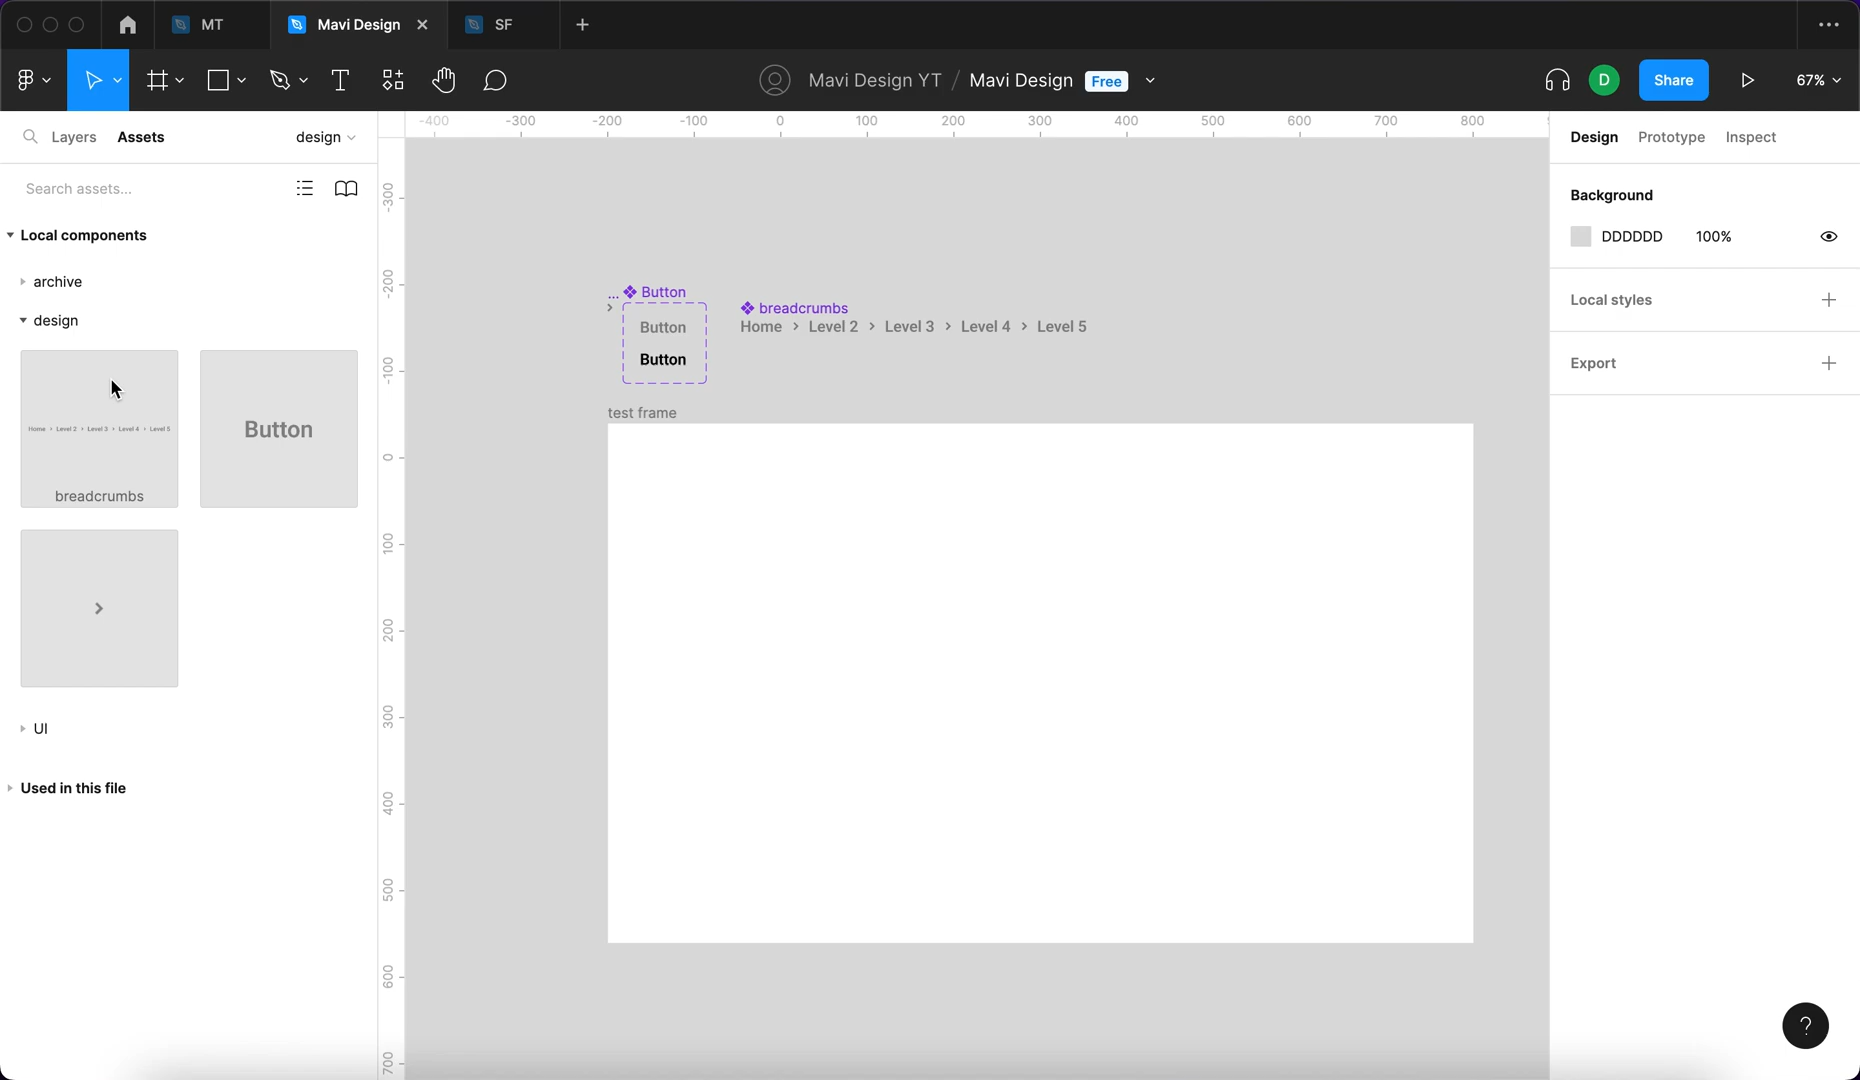 MT
Mavi Design
SF
Mavi Design YT / Mavi Design Free
D
Share
67%
Layers
Assets
design
Search assets...
Local components
archive
design
Home › Level 2 › Level 3 › Level 4 › Level 5
breadcrumbs
Button
UI
Used in this file
-400 -300 -200 -100 0 100 200 300 400 500 600 700 800
-300
-200
-100
0
100
200
300
400
500
600
700
... Button
Button
Button
breadcrumbs
Home › Level 2 › Level 3 › Level 4 › Level 5
test frame
Design
Prototype
Inspect
Background
DDDDDD
100%
Local styles
Export
?